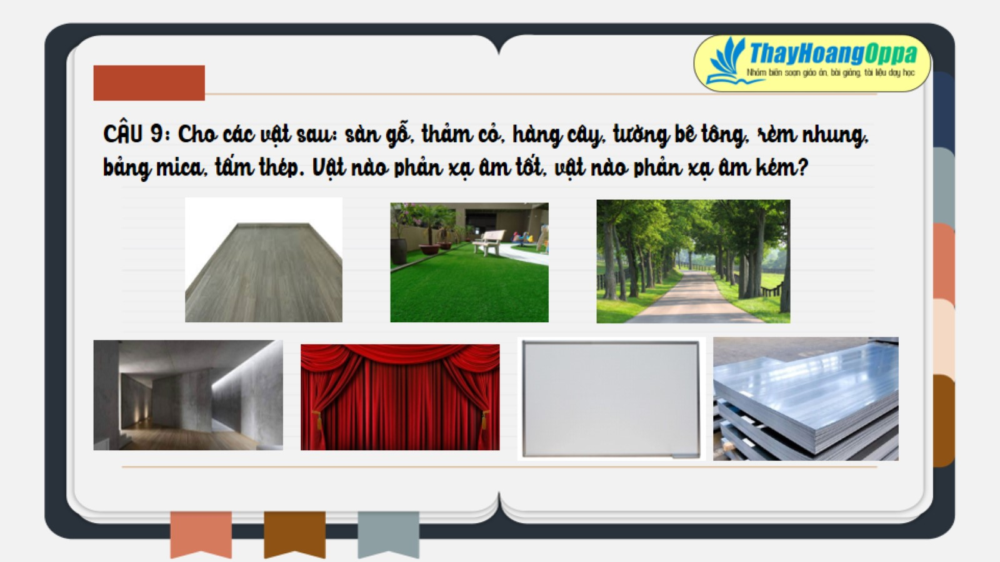 ThayHoangOppa
Nhóm biên soạn giáo án, bài giảng, tài liệu dạy học
CÂU 9: Cho các vật sau: sàn gỗ, thảm cỏ, hàng cây, tường bê tông, rèm nhung,
bảng mica, tấm thép. Vật nào phản xạ âm tốt, vật nào phản xạ âm kém?